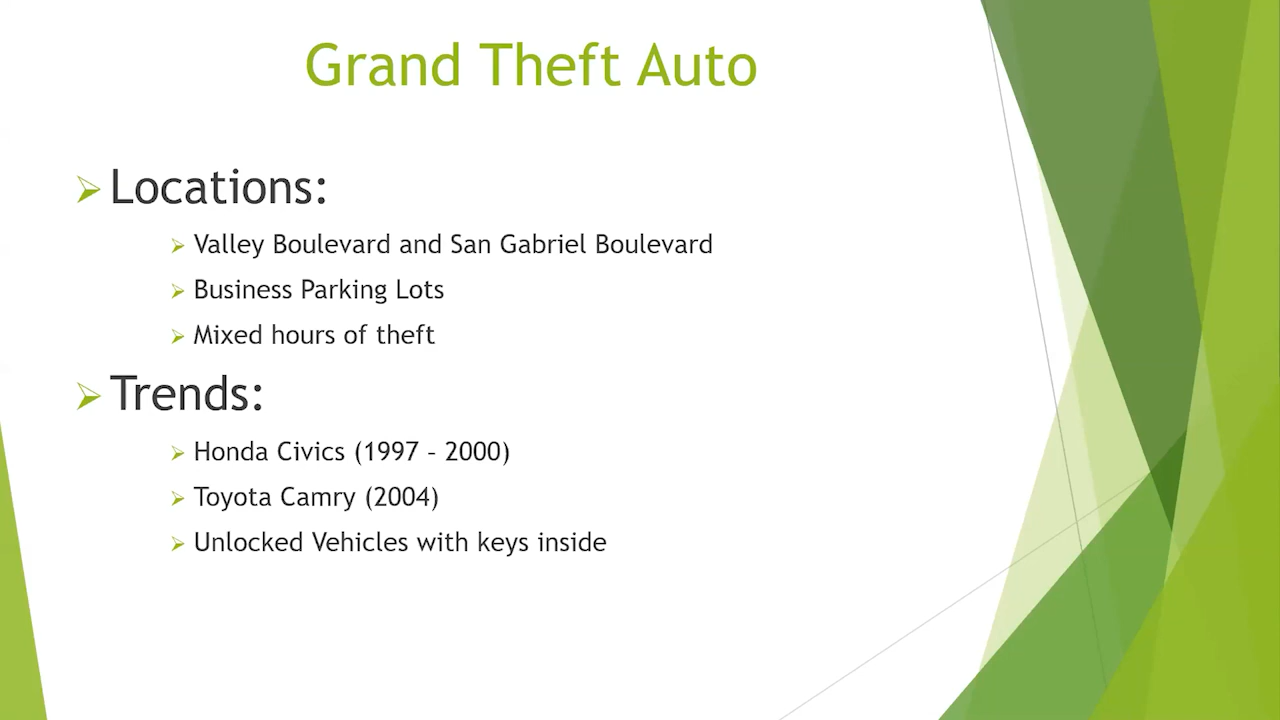 Grand Theft Auto
Locations:
Valley Boulevard and San Gabriel Boulevard
Business Parking Lots
Mixed hours of theft
Trends:
Honda Civics (1997 – 2000)
Toyota Camry (2004)
Unlocked Vehicles with keys inside